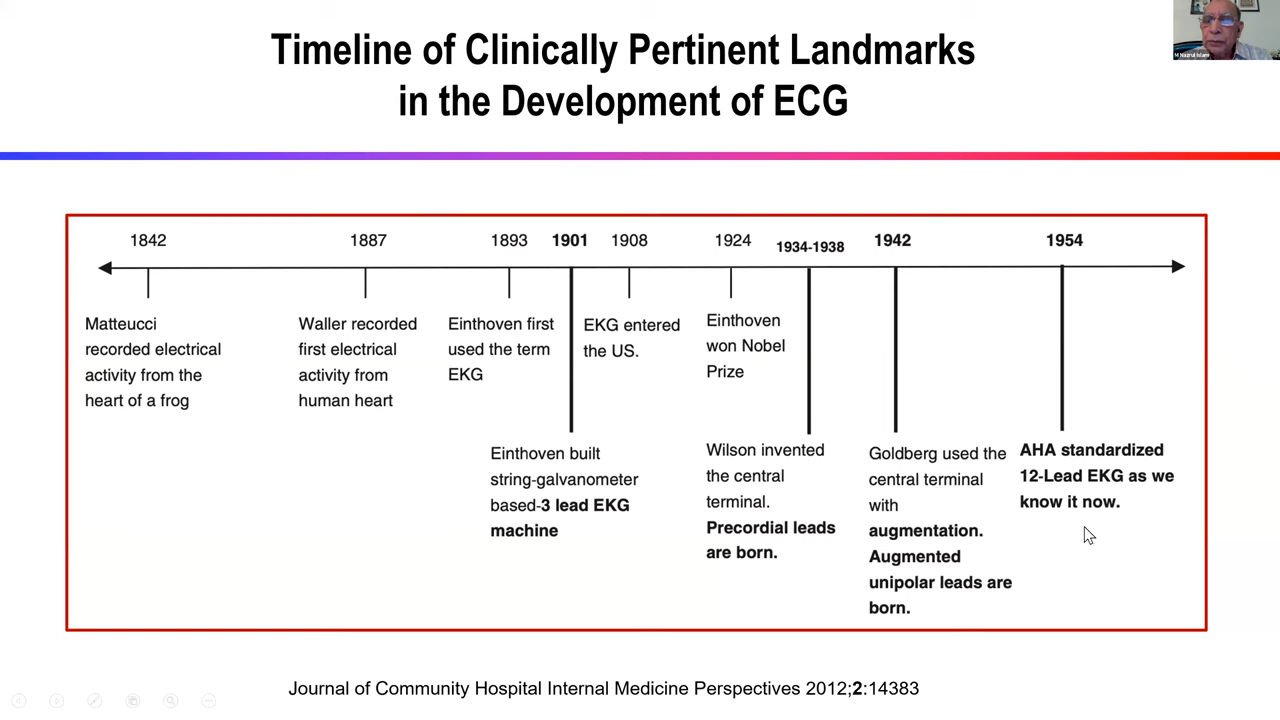 Timeline of Clinically Pertinent Landmarks
in the Development of ECG
M Nazrul Islam
1842
1887
1893
1901
1908
1924
1934-1938
1942
1954
Matteucci
recorded electrical
activity from the
heart of a frog
Waller recorded
first electrical
activity from
human heart
Einthoven first
used the term
EKG
Einthoven built
string-galvanometer
based-3 lead EKG
machine
EKG entered
the US.
Einthoven
won Nobel
Prize
Wilson invented
the central
terminal.
Precordial leads
are born.
Goldberg used the
central terminal
with
augmentation.
Augmented
unipolar leads are
born.
AHA standardized
12-Lead EKG as we
know it now.
Journal of Community Hospital Internal Medicine Perspectives 2012;2:14383